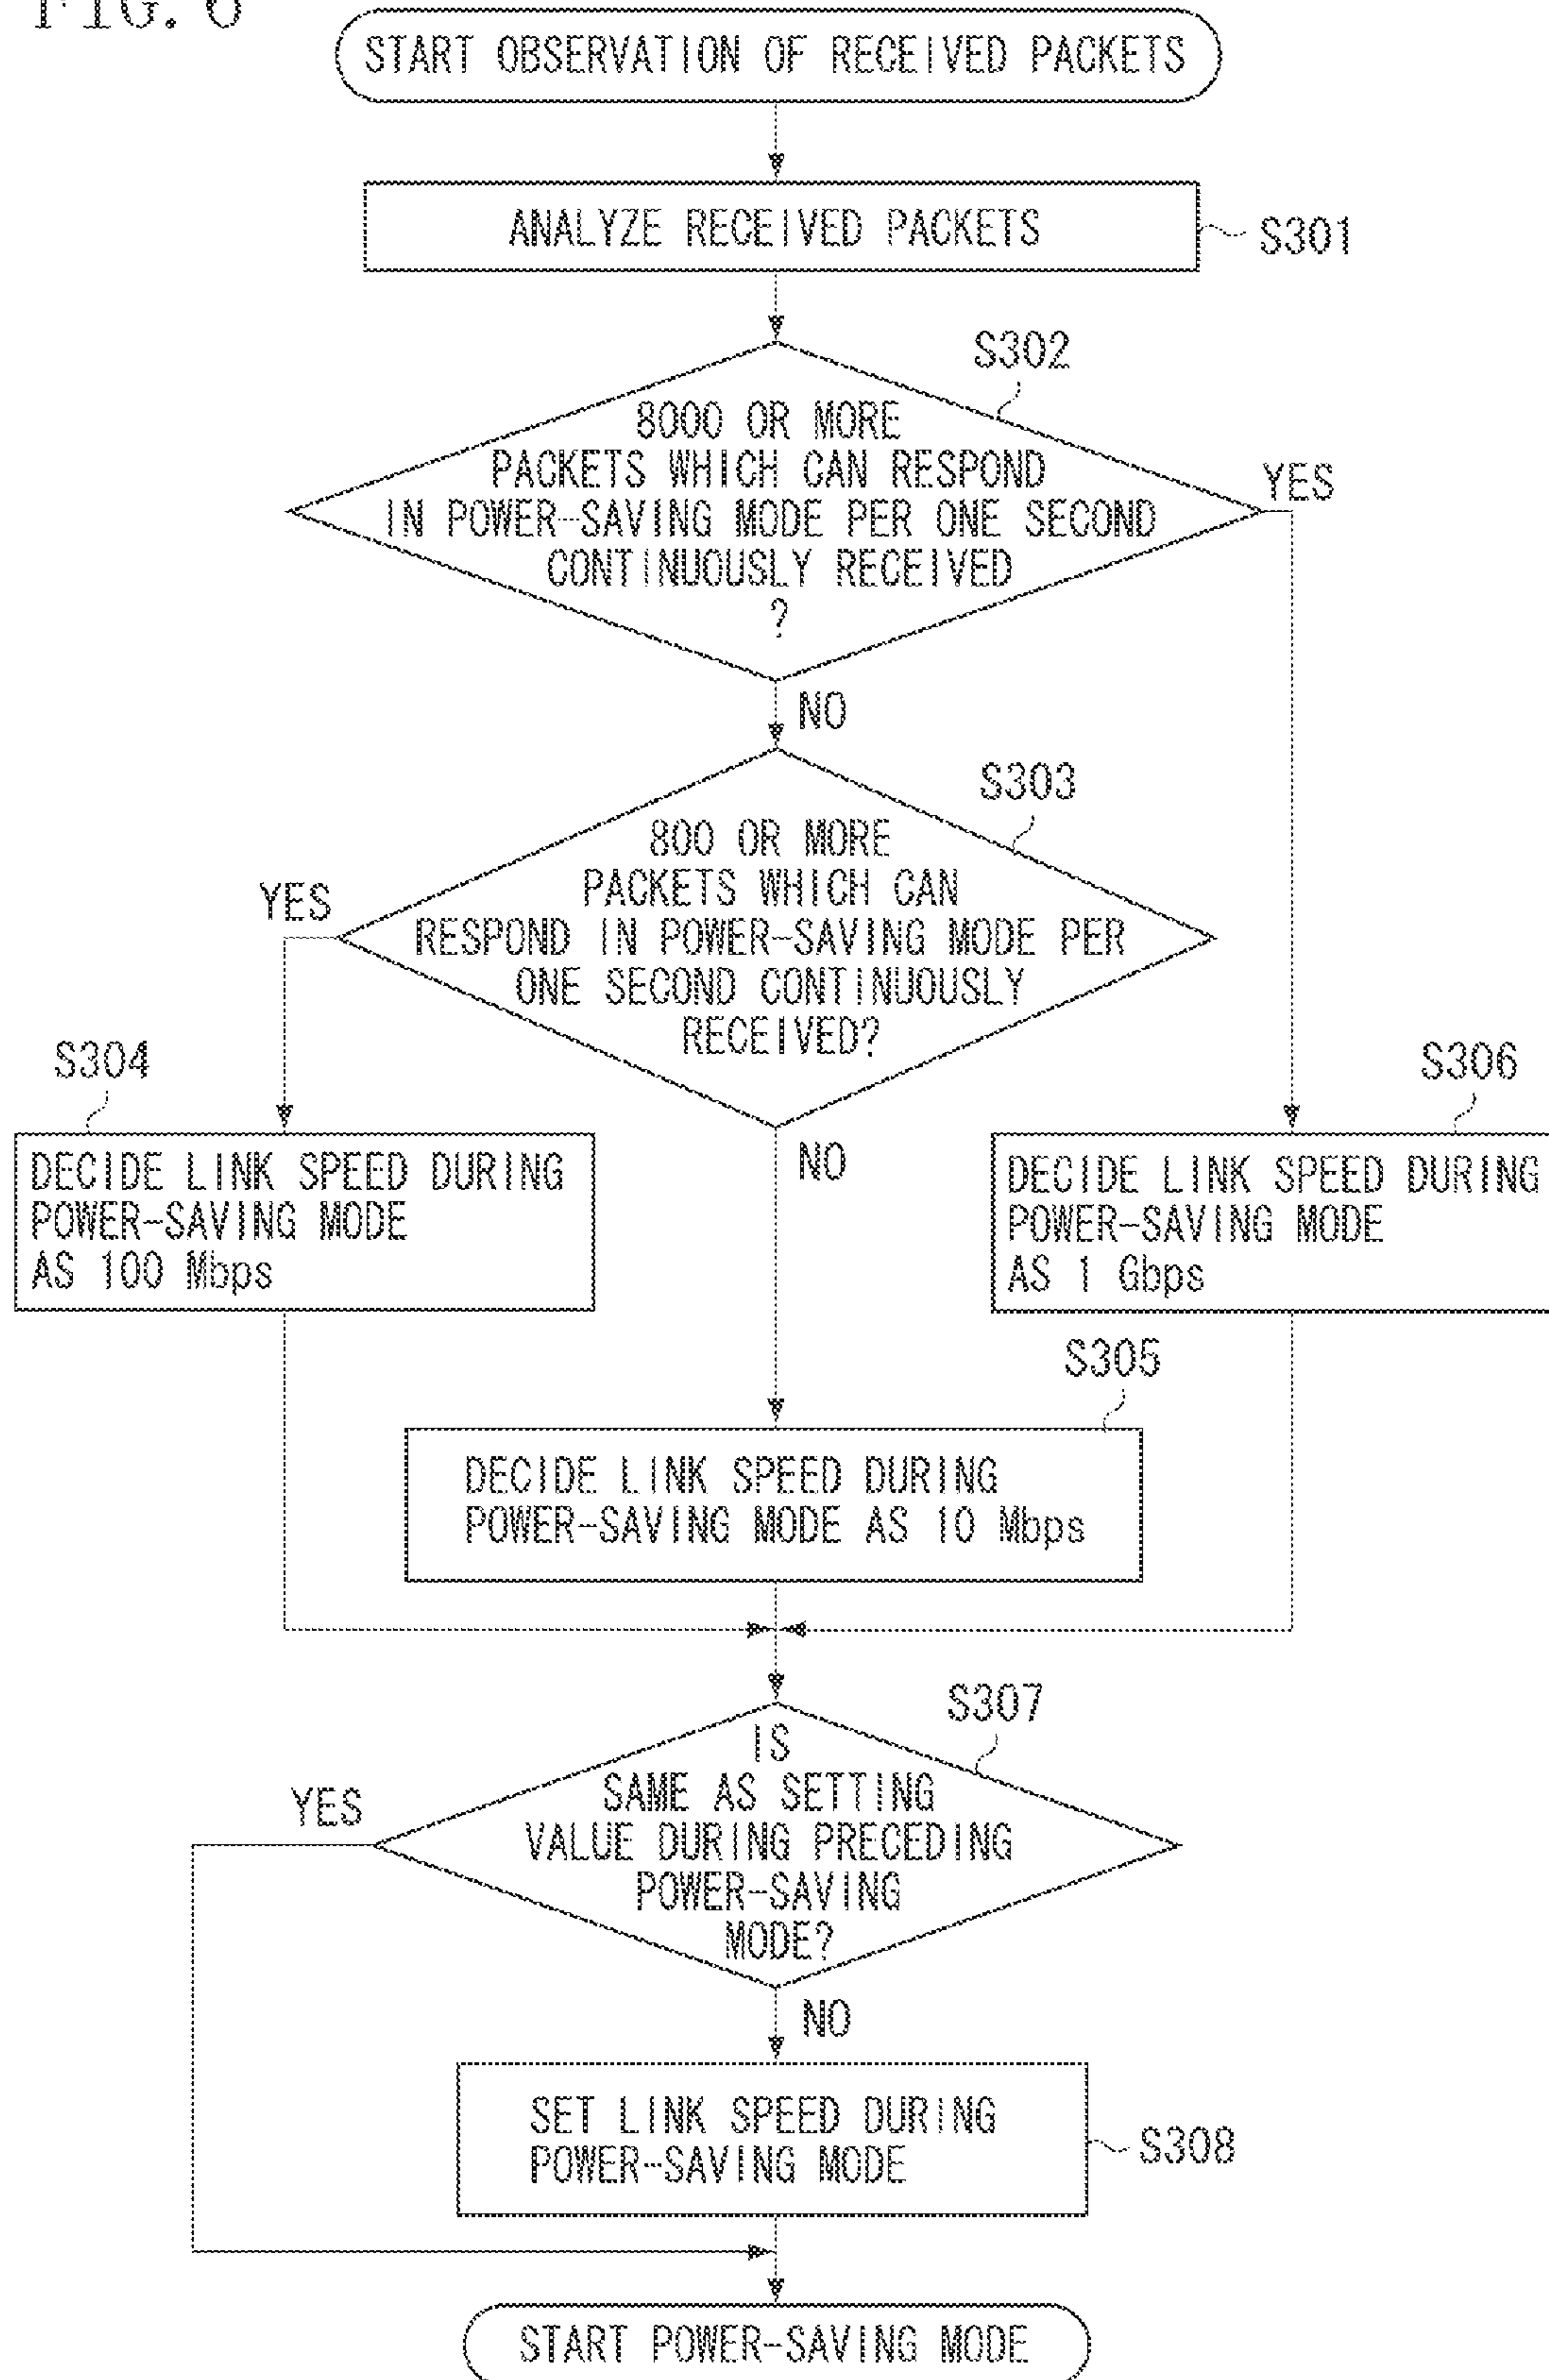 FIG. 6
START OBSERVATION OF RECEIVED PACKETS
ANALYZE RECEIVED PACKETS
S301
S302
8000 OR MORE
PACKETS WHICH CAN RESPOND
IN POWER-SAVING MODE PER ONE SECOND
CONTINUOUSLY RECEIVED
?
YES
NO
S303
800 OR MORE
PACKETS WHICH CAN
RESPOND IN POWER-SAVING MODE PER
ONE SECOND CONTINUOUSLY
RECEIVED?
YES
NO
S304
DECIDE LINK SPEED DURING
POWER-SAVING MODE
AS 100 Mbps
S306
DECIDE LINK SPEED DURING
POWER-SAVING MODE
AS 1 Gbps
S305
DECIDE LINK SPEED DURING
POWER-SAVING MODE AS 10 Mbps
S307
IS
SAME AS SETTING
VALUE DURING PRECEDING
POWER-SAVING
MODE?
YES
NO
SET LINK SPEED DURING
POWER-SAVING MODE
S308
START POWER-SAVING MODE